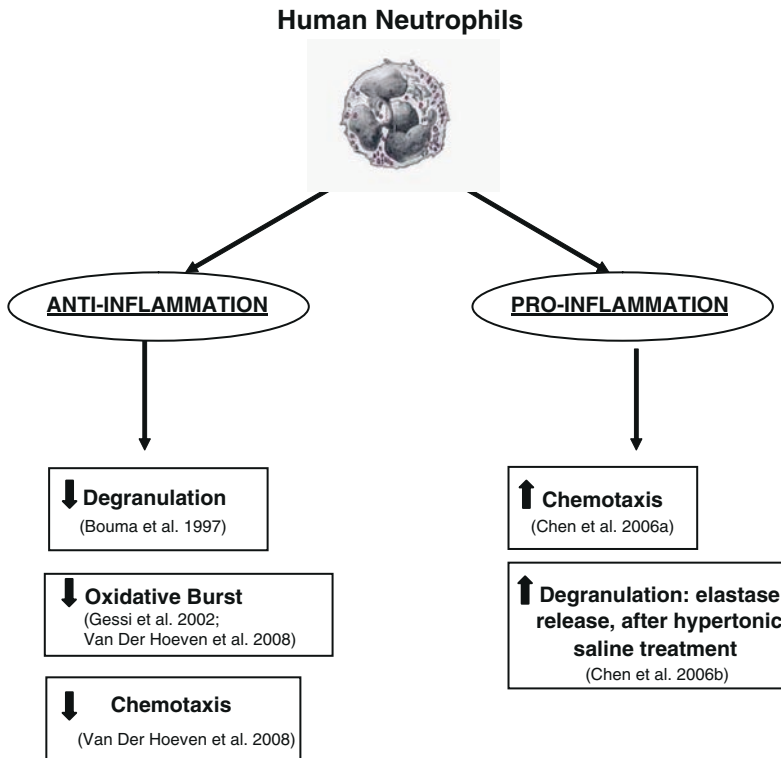 Human Neutrophils
ANTI-INFLAMMATION
Degranulation
(Bouma et al. 1997)
Oxidative Burst
(Gessi et al. 2002;
Van Der Hoeven et al. 2008)
Chemotaxis
(Van Der Hoeven et al. 2008)
PRO-INFLAMMATION
Chemotaxis
(Chen et al. 2006a)
Degranulation: elastase
release, after hypertonic
saline treatment
(Chen et al. 2006b)